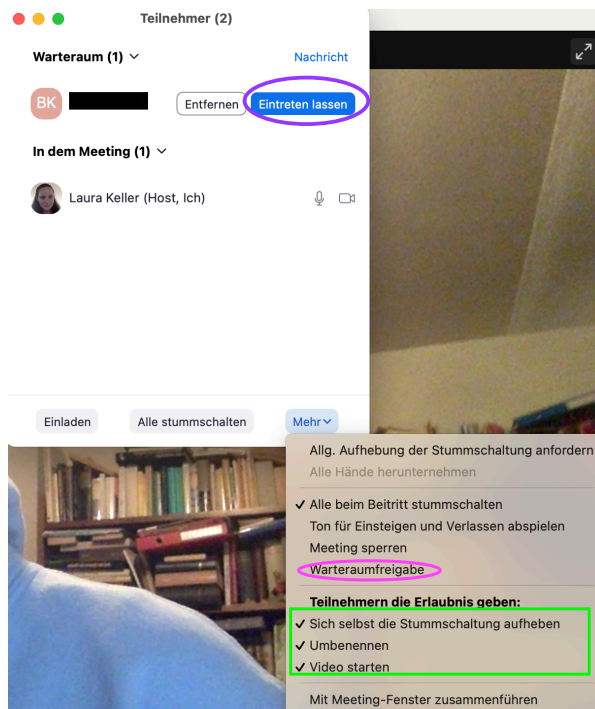 Teilnehmer (2)
Warteraum (1) Nachricht
BK Entfernen Eintreten lassen
In dem Meeting (1)
Laura Keller (Host, Ich)
Einladen Alle stummschalten Mehr
Allg. Aufhebung der Stummschaltung anfordern
Alle Hände herunternehmen
Alle beim Beitritt stummschalten
Ton für Einsteigen und Verlassen abspielen
Meeting sperren
Warteraumfreigabe
Teilnehmern die Erlaubnis geben:
Sich selbst die Stummschaltung aufheben
Umbenennen
Video starten
Mit Meeting-Fenster zusammenführen